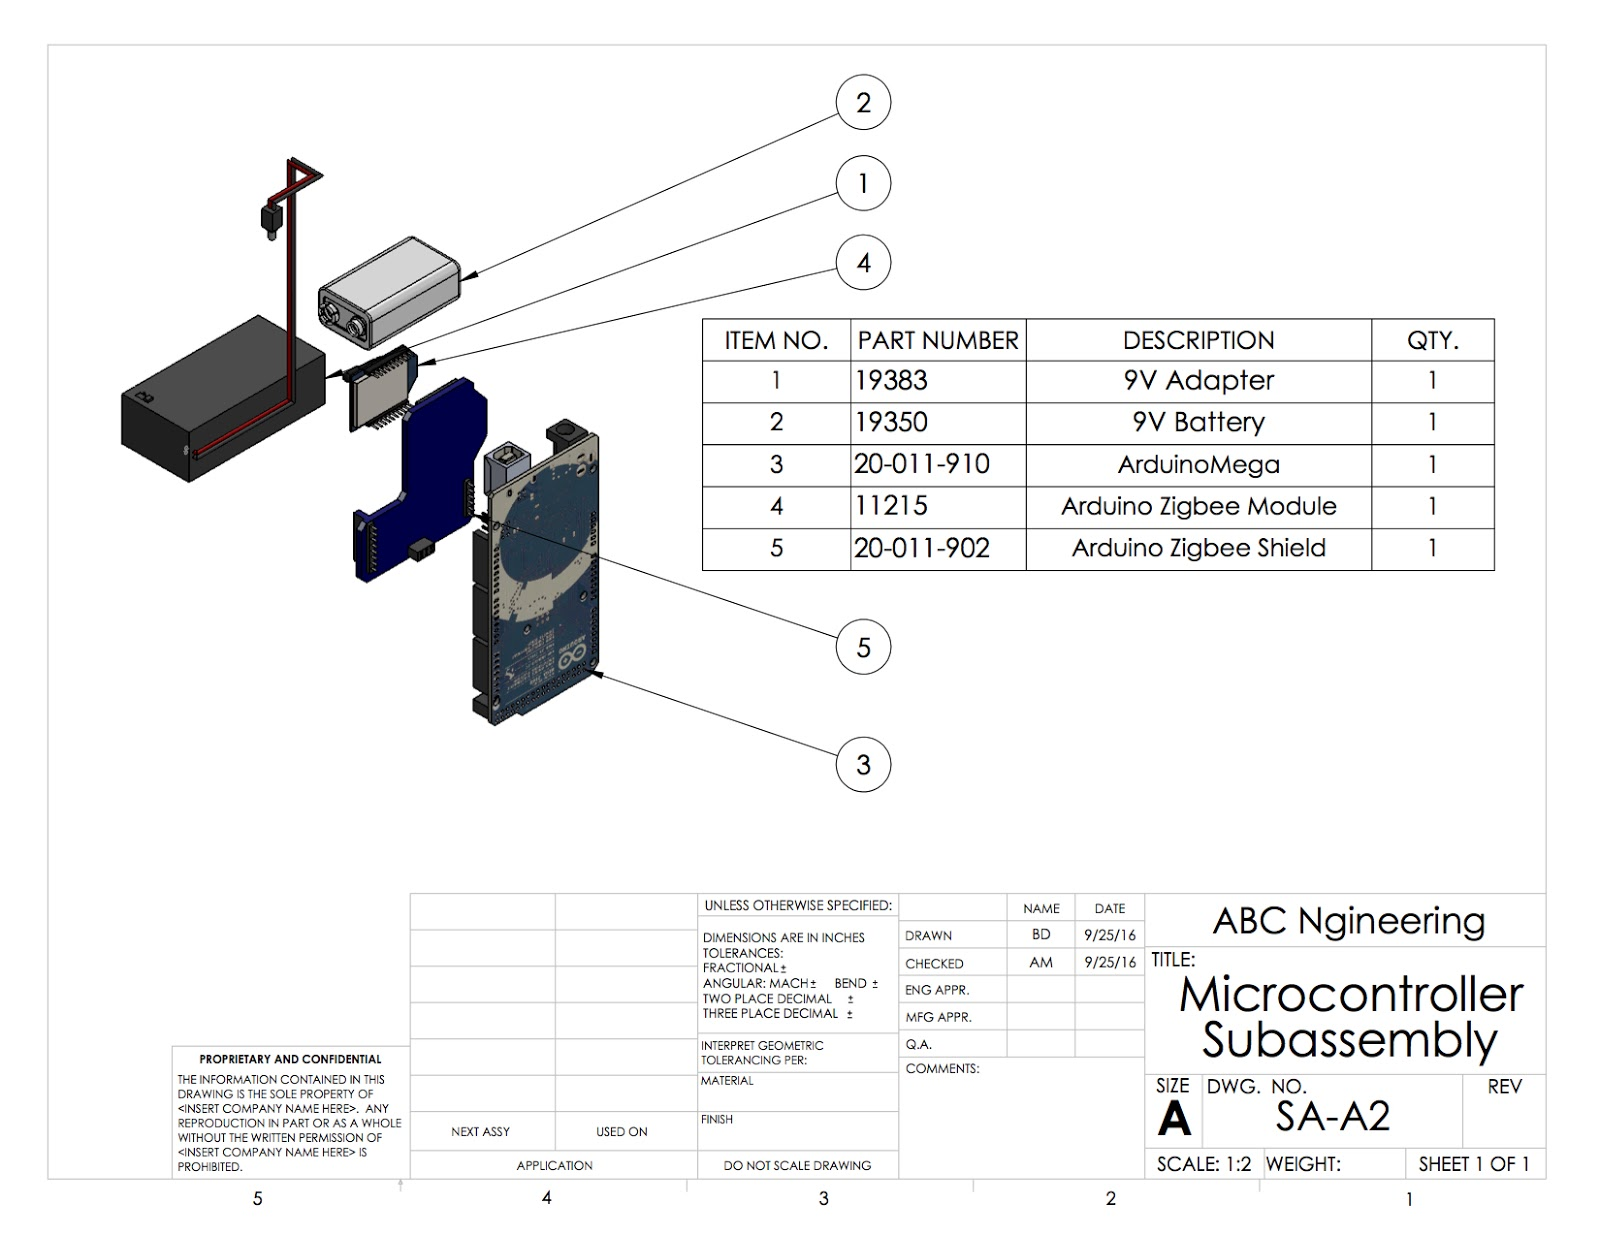 2
1
4
ITEM NO. PART NUMBER DESCRIPTION QTY.
1 19383 9V Adapter 1
2 19350 9V Battery 1
3 20-011-910 ArduinoMega 1
4 11215 Arduino Zigbee Module 1
5 20-011-902 Arduino Zigbee Shield 1
5
3
ARDUINO
PROPRIETARY AND CONFIDENTIAL
THE INFORMATION CONTAINED IN THIS
DRAWING IS THE SOLE PROPERTY OF
<INSERT COMPANY NAME HERE>. ANY
REPRODUCTION IN PART OR AS A WHOLE
WITHOUT THE WRITTEN PERMISSION OF
<INSERT COMPANY NAME HERE> IS
PROHIBITED.
NEXT ASSY USED ON
APPLICATION
UNLESS OTHERWISE SPECIFIED:
DIMENSIONS ARE IN INCHES
TOLERANCES:
FRACTIONAL±
ANGULAR: MACH± BEND ±
TWO PLACE DECIMAL ±
THREE PLACE DECIMAL ±
INTERPRET GEOMETRIC
TOLERANCING PER:
MATERIAL
FINISH
DO NOT SCALE DRAWING
NAME DATE
DRAWN BD 9/25/16
CHECKED AM 9/25/16
ENG APPR.
MFG APPR.
Q.A.
COMMENTS:
ABC Ngineering
TITLE:
Microcontroller
Subassembly
SIZE DWG. NO. REV
A SA-A2
SCALE: 1:2 WEIGHT: SHEET 1 OF 1
5 4 3 2 1